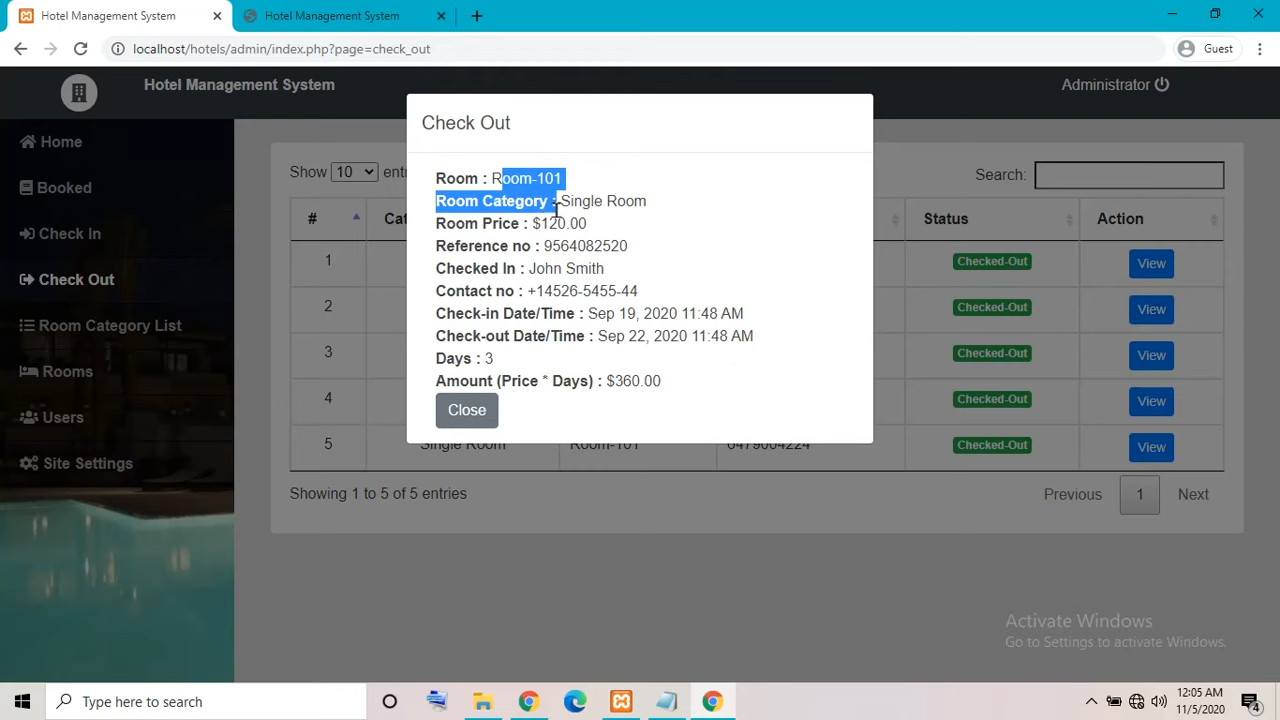 Hotel Management System
Hotel Management System
localhost/hotels/admin/index.php?page=check_out
Guest
Hotel Management System
Administrator
Home
Booked
Check In
Check Out
Room Category List
Rooms
Users
Site Settings
Show 10
Search:
#
Status
Action
1 Checked-Out View
2 Checked-Out View
3 Checked-Out View
4 Checked-Out View
5 Single Room Room-101 6479004224 Checked-Out View
Showing 1 to 5 of 5 entries
Previous 1 Next
Check Out
Room : Room-101
Room Category : Single Room
Room Price : $120.00
Reference no : 9564082520
Checked In : John Smith
Contact no : +14526-5455-44
Check-in Date/Time : Sep 19, 2020 11:48 AM
Check-out Date/Time : Sep 22, 2020 11:48 AM
Days : 3
Amount (Price * Days) : $360.00
Close
Activate Windows
Go to Settings to activate Windows.
Type here to search
12:05 AM
11/5/2020
4